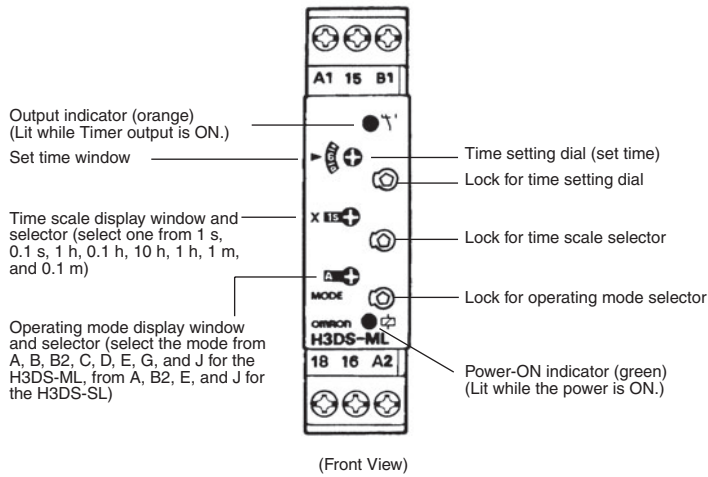 A1 15 B1
Output indicator (orange)
(Lit while Timer output is ON.)
Set time window
Time setting dial (set time)
Lock for time setting dial
Time scale display window and
selector (select one from 1 s,
0.1 s, 1 h, 0.1 h, 10 h, 1 h, 1 m,
and 0.1 m)
X 1S
Lock for time scale selector
A
MODE
Lock for operating mode selector
Operating mode display window
and selector (select the mode from
A, B, B2, C, D, E, G, and J for the
H3DS-ML, from A, B2, E, and J for
the H3DS-SL)
OMRON
H3DS-ML
18 16 A2
Power-ON indicator (green)
(Lit while the power is ON.)
(Front View)